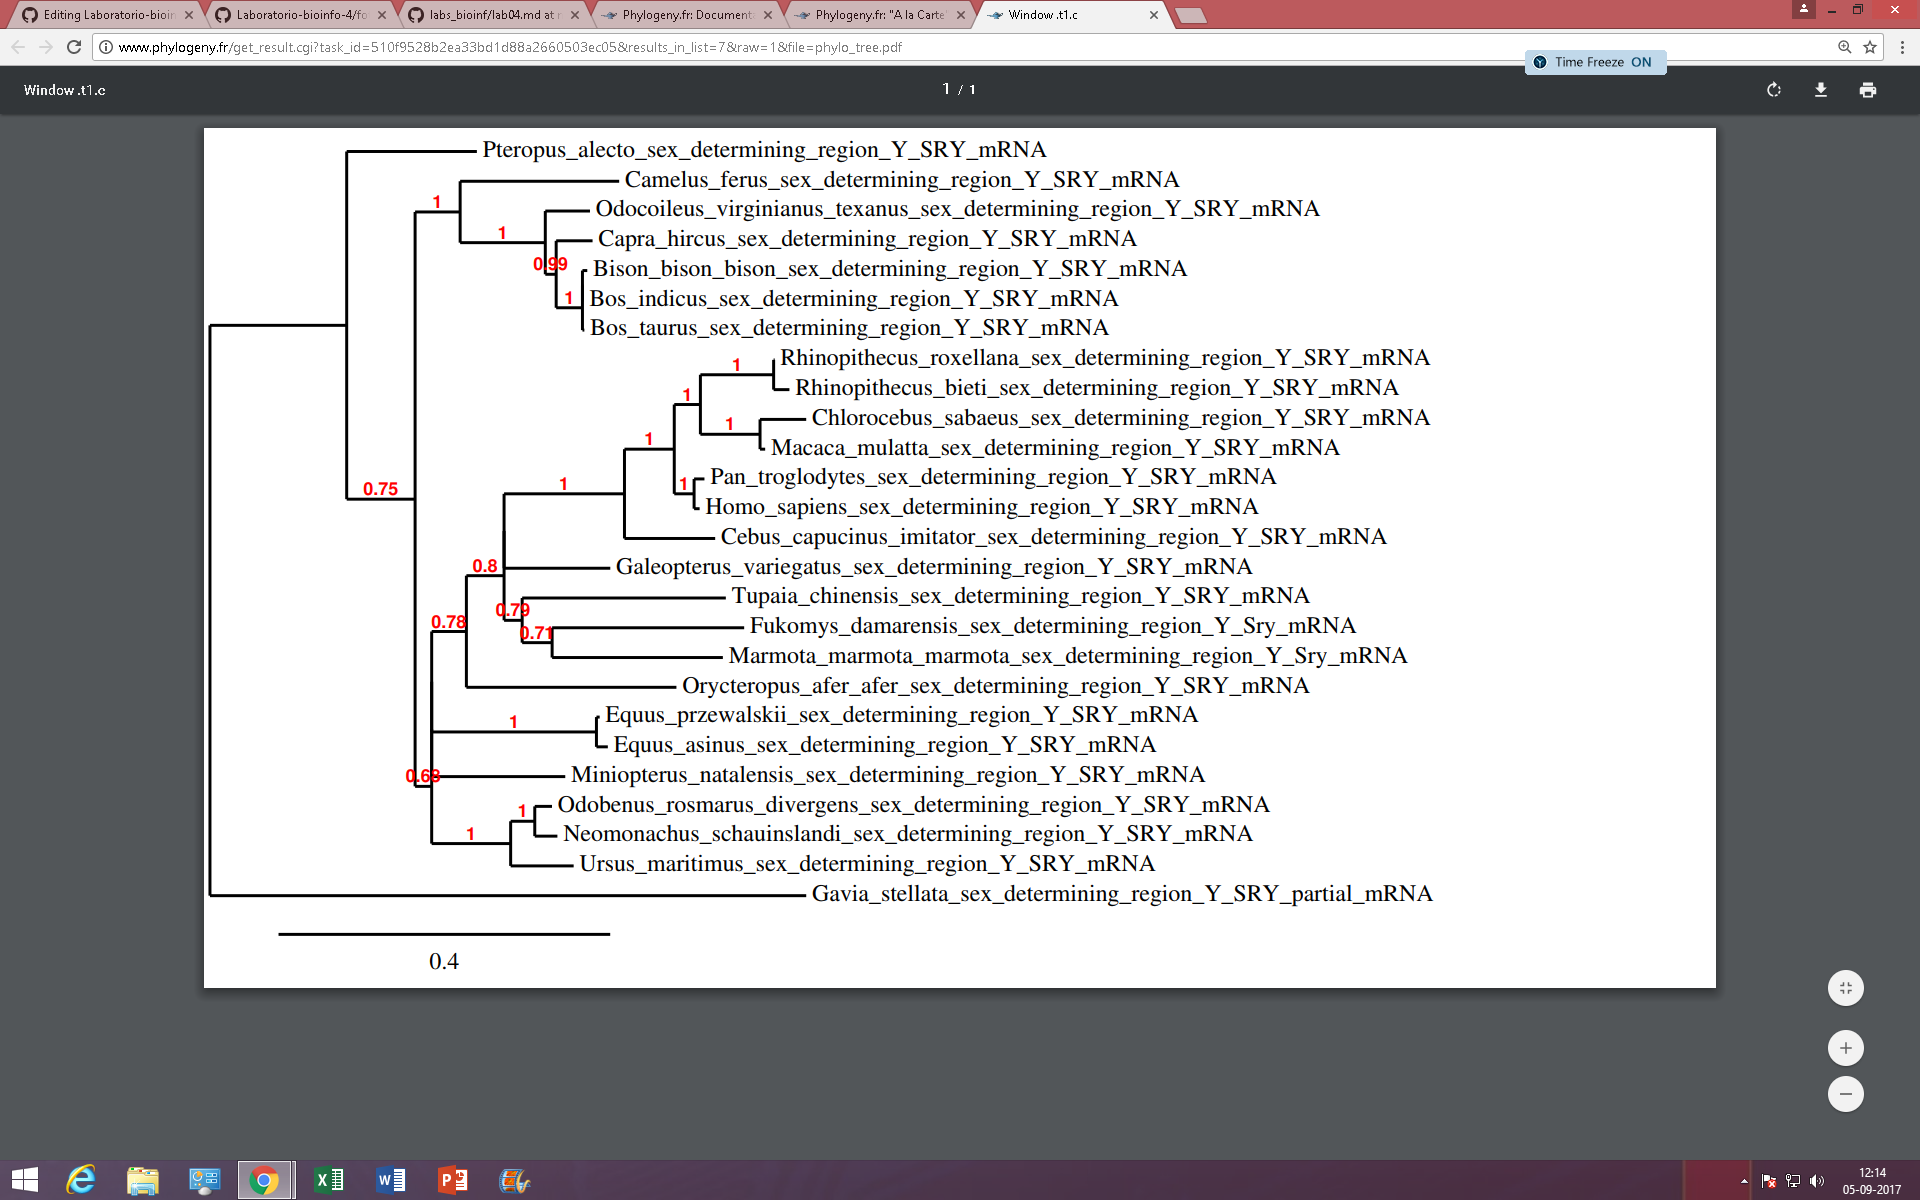 Editing Laboratorio-bioin
Laboratorio-bioinfo-4/fo
labs_bioinf/lab04.md at
Phylogeny.fr: Document
Phylogeny.fr: "A la Carte"
Window .t1.c
www.phylogeny.fr/get_result.cgi?task_id=510f9528b2ea33bd1d88a2660503ec05&results_in_list=7&raw=1&file=phylo_tree.pdf
Time Freeze ON
Window .t1.c
1 / 1
Pteropus_alecto_sex_determining_region_Y_SRY_mRNA
Camelus_ferus_sex_determining_region_Y_SRY_mRNA
1
Odocoileus_virginianus_texanus_sex_determining_region_Y_SRY_mRNA
1
Capra_hircus_sex_determining_region_Y_SRY_mRNA
0.99
Bison_bison_bison_sex_determining_region_Y_SRY_mRNA
1
Bos_indicus_sex_determining_region_Y_SRY_mRNA
Bos_taurus_sex_determining_region_Y_SRY_mRNA
Rhinopithecus_roxellana_sex_determining_region_Y_SRY_mRNA
1
Rhinopithecus_bieti_sex_determining_region_Y_SRY_mRNA
1
Chlorocebus_sabaeus_sex_determining_region_Y_SRY_mRNA
1
1
Macaca_mulatta_sex_determining_region_Y_SRY_mRNA
Pan_troglodytes_sex_determining_region_Y_SRY_mRNA
1
1
0.75
Homo_sapiens_sex_determining_region_Y_SRY_mRNA
Cebus_capucinus_imitator_sex_determining_region_Y_SRY_mRNA
0.8
Galeopterus_variegatus_sex_determining_region_Y_SRY_mRNA
Tupaia_chinensis_sex_determining_region_Y_SRY_mRNA
0.79
0.78
Fukomys_damarensis_sex_determining_region_Y_Sry_mRNA
0.71
Marmota_marmota_marmota_sex_determining_region_Y_Sry_mRNA
Orycteropus_afer_afer_sex_determining_region_Y_SRY_mRNA
Equus_przewalskii_sex_determining_region_Y_SRY_mRNA
1
Equus_asinus_sex_determining_region_Y_SRY_mRNA
0.68
Miniopterus_natalensis_sex_determining_region_Y_SRY_mRNA
Odobenus_rosmarus_divergens_sex_determining_region_Y_SRY_mRNA
1
1
Neomonachus_schauinslandi_sex_determining_region_Y_SRY_mRNA
Ursus_maritimus_sex_determining_region_Y_SRY_mRNA
Gavia_stellata_sex_determining_region_Y_SRY_partial_mRNA
0.4
12:14
05-09-2017